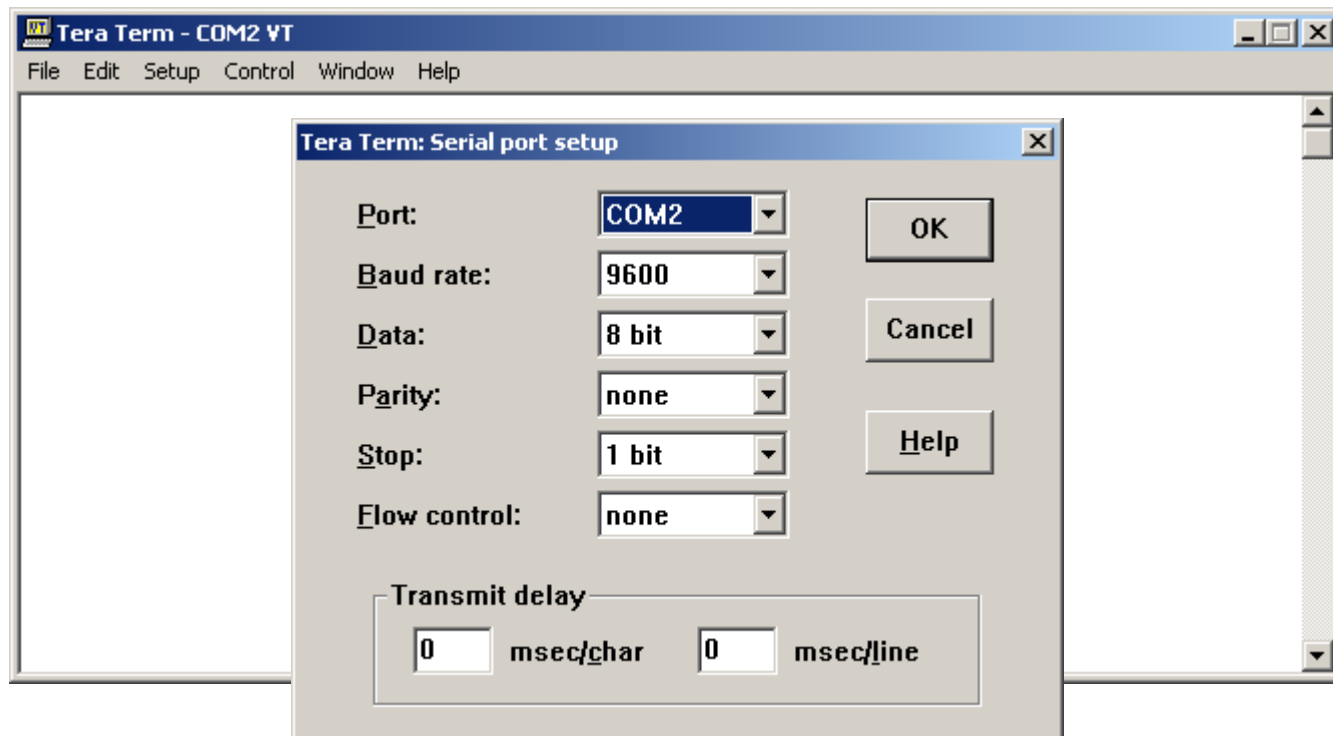 Tera Term - COM2 VT
File Edit Setup Control Window Help
Tera Term: Serial port setup
Port: COM2
OK
Baud rate: 9600
Data: 8 bit
Cancel
Parity: none
Stop: 1 bit
Help
Flow control: none
Transmit delay
0 msec/char 0 msec/line